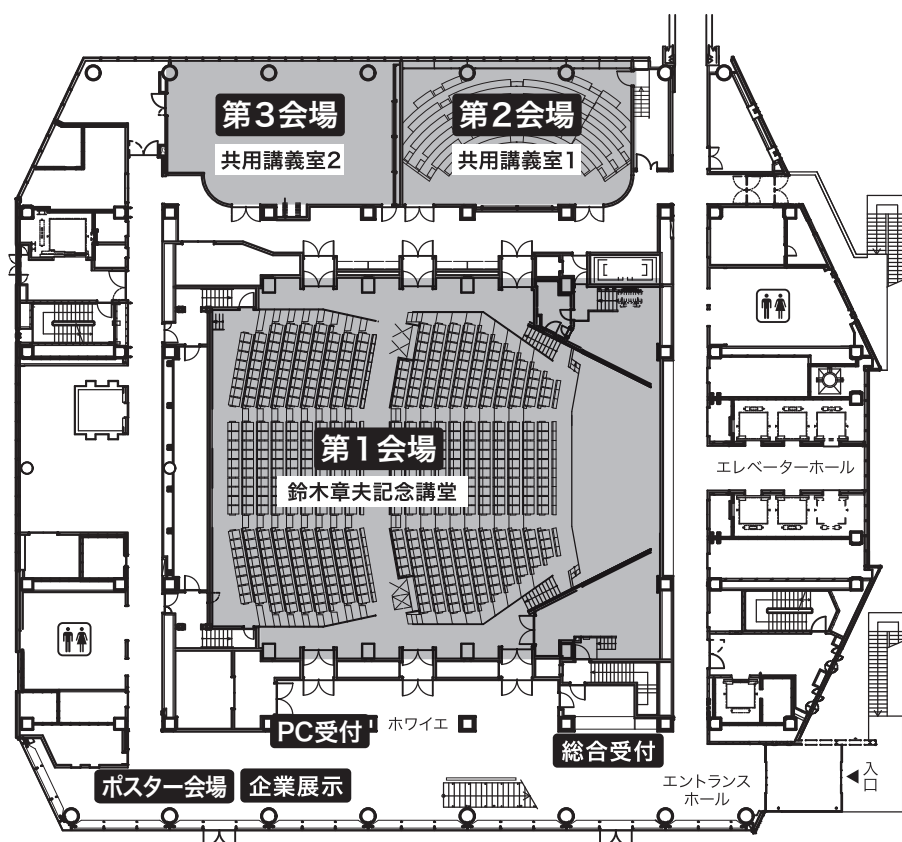 第3会場
共用講義室2
第2会場
共用講義室1
第1会場
鈴木章夫記念講堂
エレベーターホール
PC受付
ホワイエ
総合受付
ポスター会場
企業展示
エントランス
ホール
入口